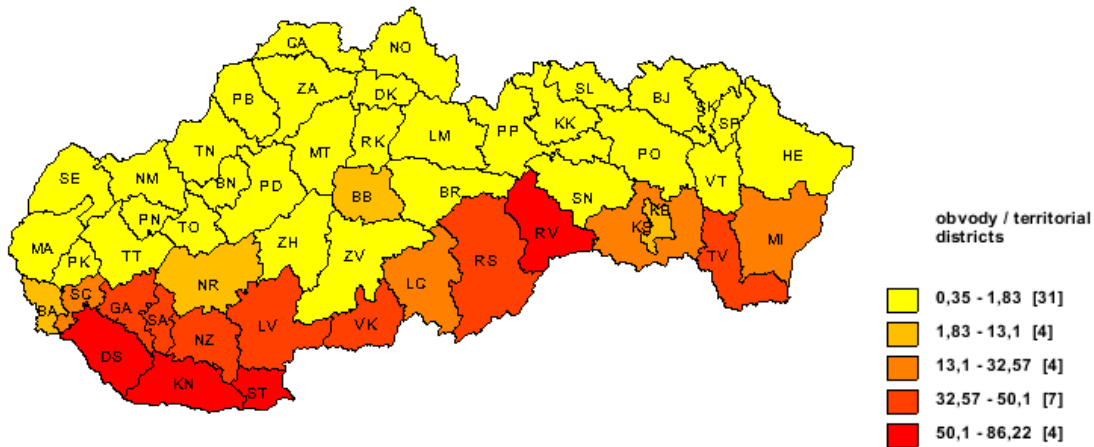 CA
NO
PB
ZA
DK
SL
BJ
SK
SP
PP
KK
LM
RK
MT
TN
PO
HE
BN
PD
NM
SE
VT
SN
BR
BB
PN
TO
MA
PK
TT
ZH
ZV
RV
KS
KE
MI
TV
RS
LC
NR
BA
SC
GA
SA
NZ
LV
VK
DS
KN
ST
obvody / territorial
districts
0,35 - 1,83 [31]
1,83 - 13,1 [4]
13,1 - 32,57 [4]
32,57 - 50,1 [7]
50,1 - 86,22 [4]